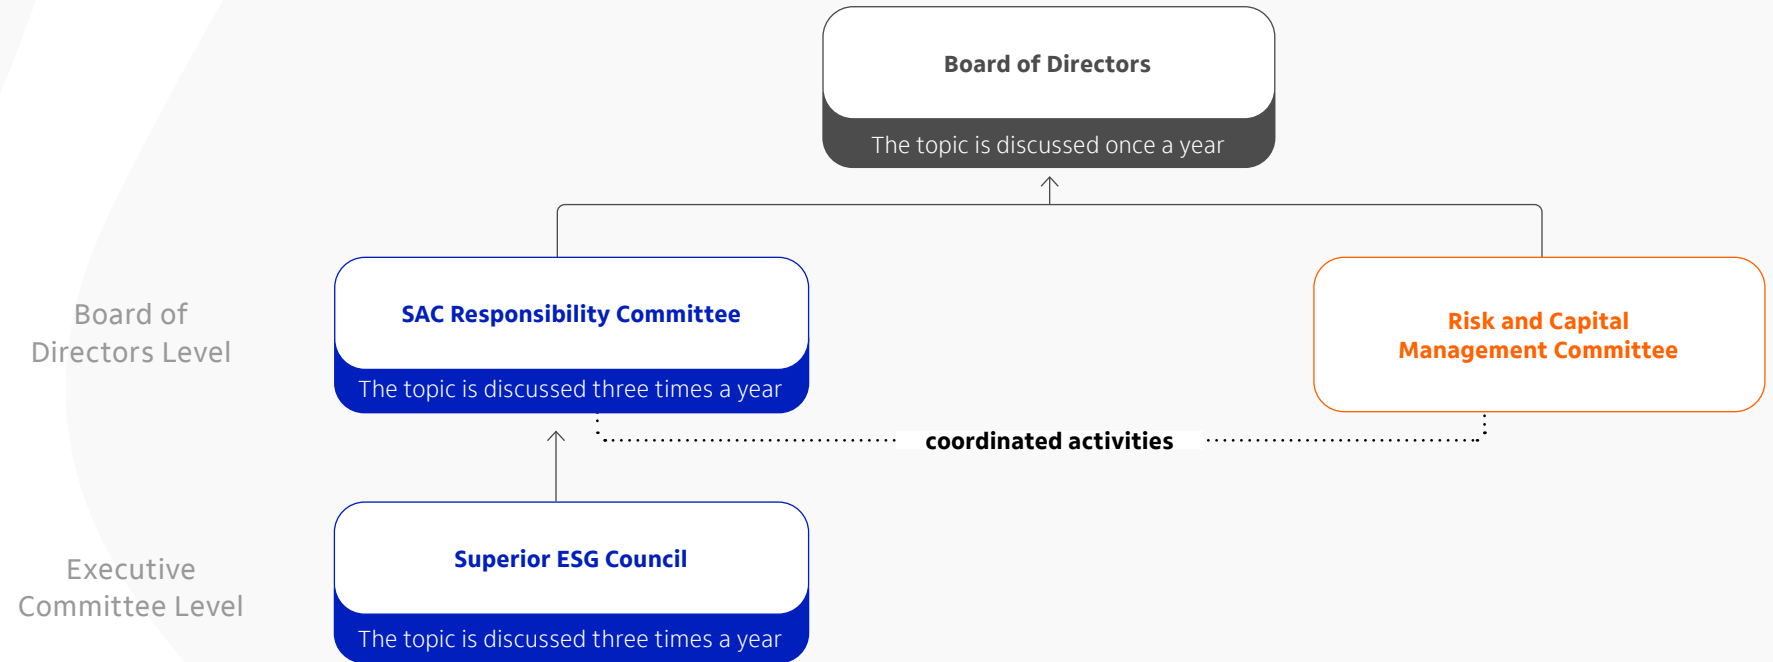 Board of Directors
The topic is discussed once a year
Board of
Directors Level
SAC Responsibility Committee
The topic is discussed three times a year
Risk and Capital
Management Committee
coordinated activities
Executive
Committee Level
Superior ESG Council
The topic is discussed three times a year